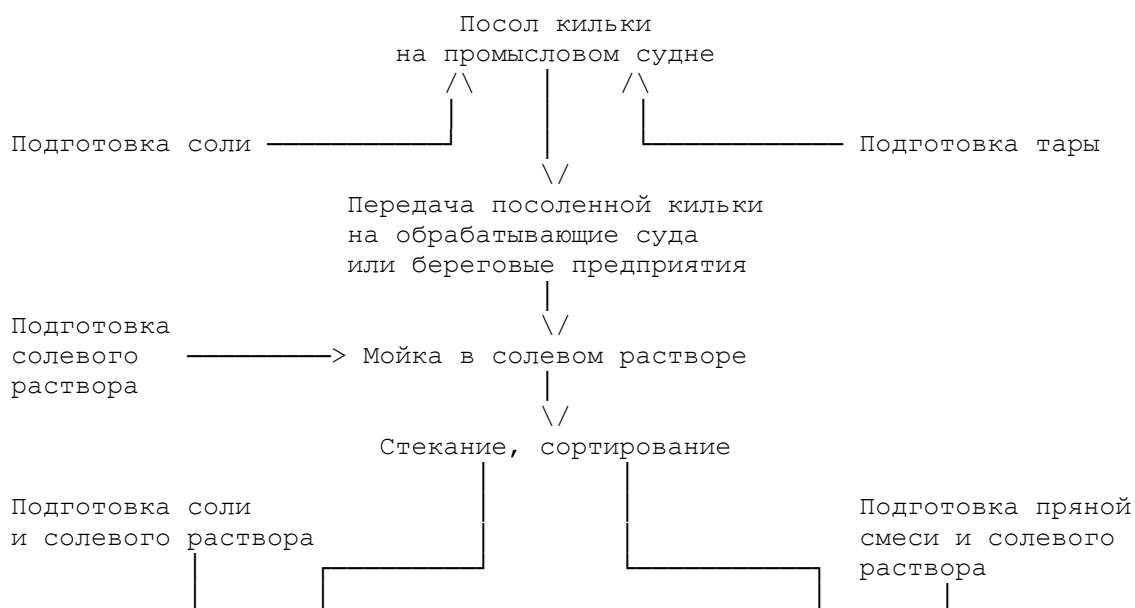 Посол кильки
на промысловом судне
Подготовка соли
Подготовка тары
Передача посоленной кильки
на обрабатывающие суда
или береговые предприятия
Подготовка
солевого
раствора
Мойка в солевом растворе
Стекание, сортирование
Подготовка соли
и солевого раствора
Подготовка пряной
смеси и солевого
раствора